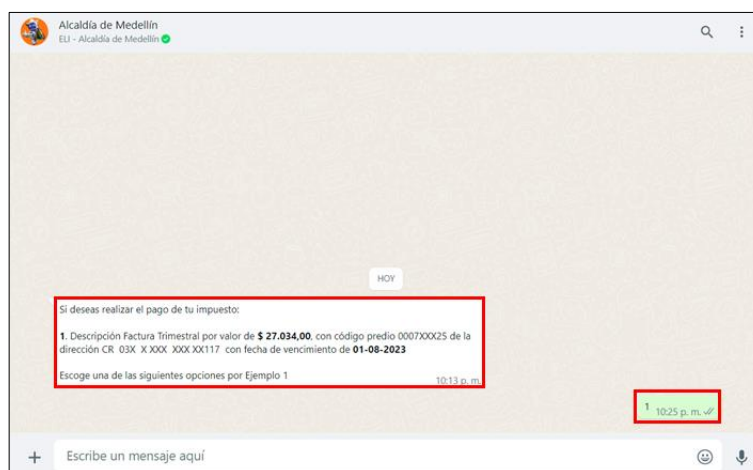 Alcaldía de Medellín
ELI - Alcaldía de Medellín
HOY
Si deseas realizar el pago de tu impuesto:
1. Descripción Factura Trimestral por valor de $ 27.034,00, con código predio 0007XXX25 de la
dirección CR 03X X XXX XXX XX117 con fecha de vencimiento de 01-08-2023
Escoge una de las siguientes opciones por Ejemplo 1
10:13 p. m.
1 10:25 p. m.
Escribe un mensaje aquí